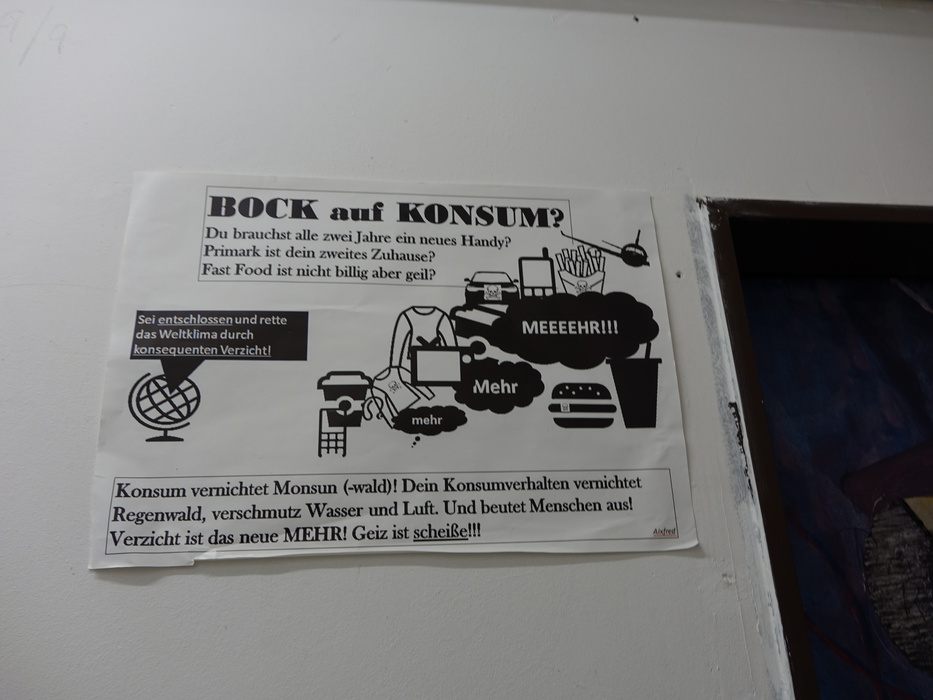 BOCK auf KONSUM?
Du brauchst alle zwei Jahre ein neues Handy?
Primark ist dein zweites Zuhause?
Fast Food ist nicht billig aber geil?
MEEEEHR!!!
Sei entschlossen und rette
das Weltklima durch
konsequenten Verzicht!
Mehr
mehr
Konsum vernichtet Monsun (-wald)! Dein Konsumverhalten vernichtet
Regenwald, verschmutz Wasser und Luft. Und beutet Menschen aus!
Verzicht ist das neue MEHR! Geiz ist scheiße!!!
Aixfred